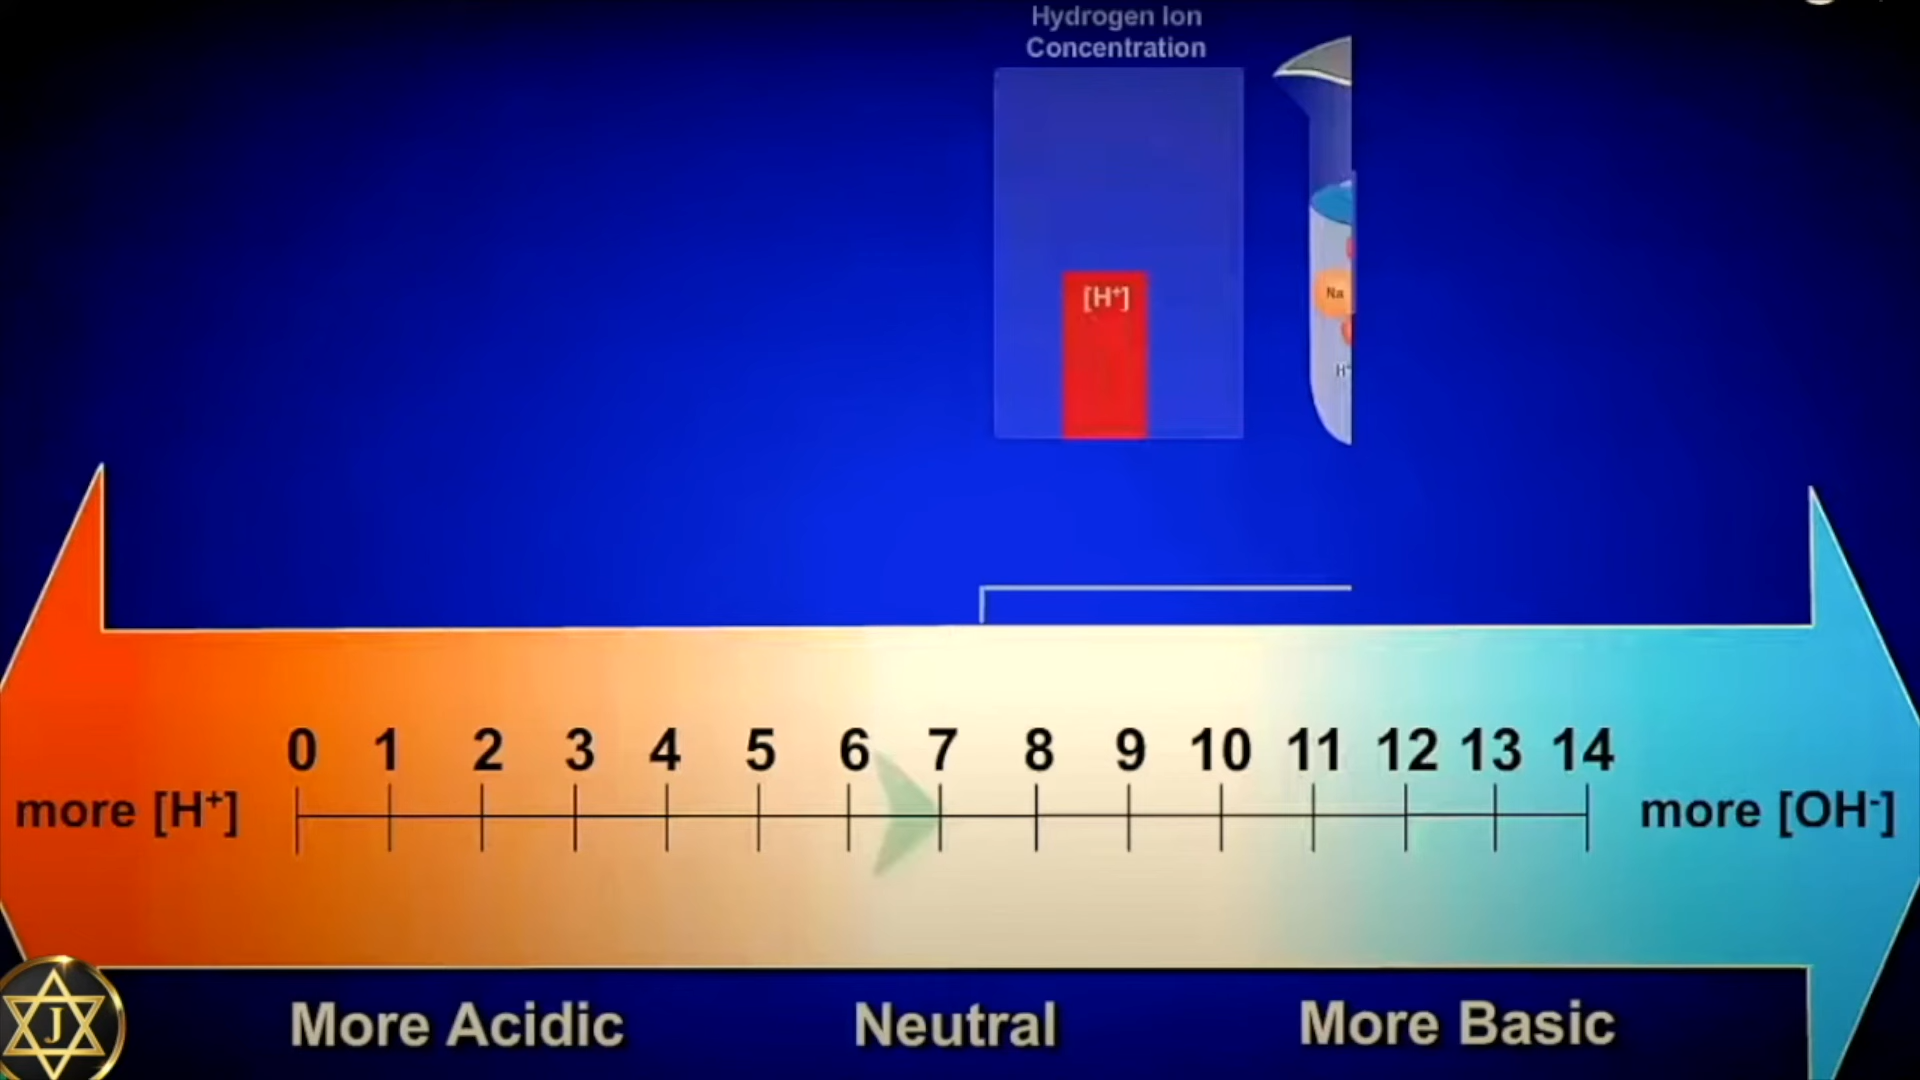 Hydrogen Ion
Concentration
[H⁺]
Na
H⁺
0 1 2 3 4 5 6 7 8 9 10 11 12 13 14
more [H⁺]
more [OH⁻]
More Acidic
Neutral
More Basic
J